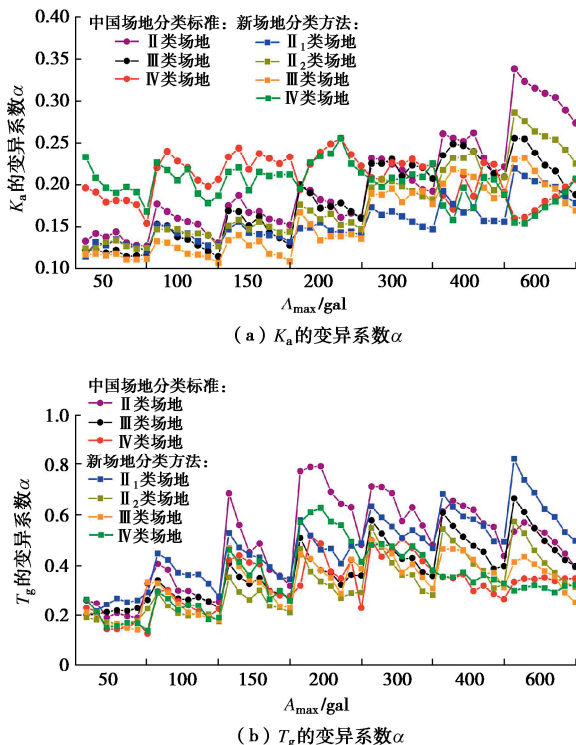 中国场地分类标准： 新场地分类方法：
Ⅱ类场地 Ⅱ1类场地
Ⅲ类场地 Ⅱ2类场地
Ⅳ类场地 Ⅲ类场地
Ⅳ类场地
0.40
0.35
0.30
0.25
0.20
0.15
0.10
Ka的变异系数α
50 100 150 200 300 400 600
Amax/gal
（a）Ka的变异系数α
中国场地分类标准：
Ⅱ类场地
Ⅲ类场地
Ⅳ类场地
新场地分类方法：
Ⅱ1类场地
Ⅱ2类场地
Ⅲ类场地
Ⅳ类场地
1.0
0.8
0.6
0.4
0.2
0
Tg的变异系数α
50 100 150 200 300 400 600
Amax/gal
（b）Tg的变异系数α